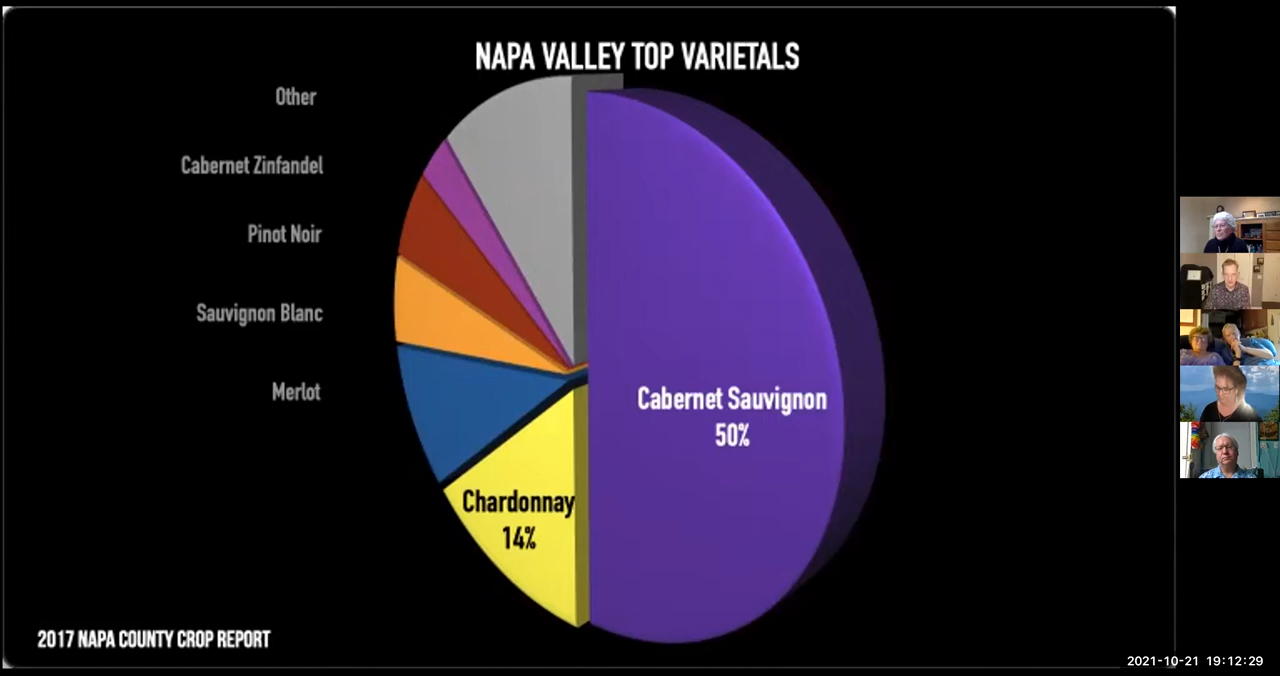 NAPA VALLEY TOP VARIETALS
Other
Cabernet Zinfandel
Pinot Noir
Sauvignon Blanc
Merlot
Cabernet Sauvignon
50%
Chardonnay
14%
2017 NAPA COUNTY CROP REPORT
2021-10-21 19:12:29